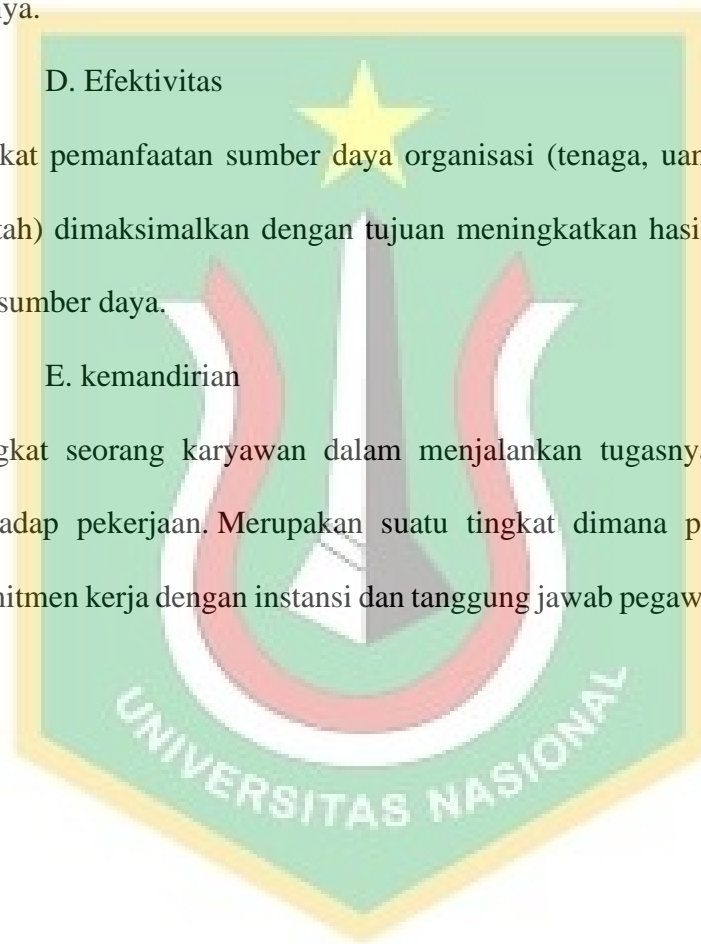 nya.
D. Efektivitas
kat pemanfaatan sumber daya organisasi (tenaga, uan
tah) dimaksimalkan dengan tujuan meningkatkan hasi
sumber daya.
E. kemandirian
gkat seorang karyawan dalam menjalankan tugasnya
adap pekerjaan. Merupakan suatu tingkat dimana p
mitmen kerja dengan instansi dan tanggung jawab pegaw
UNIVERSITAS NASIONAL